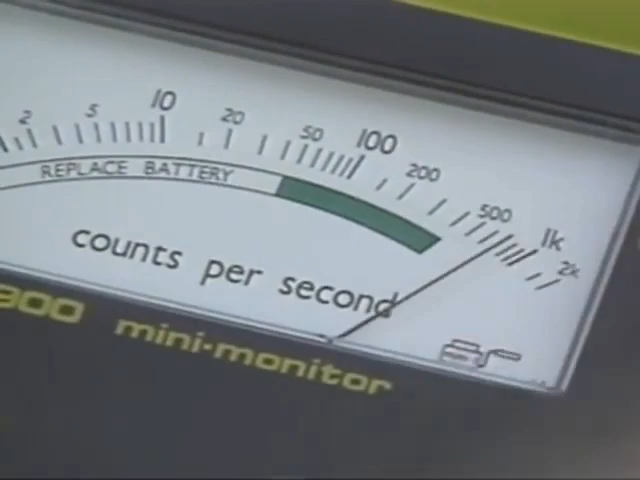 2 5 10 20 50 100 200 500 1k 2k
REPLACE BATTERY
counts per second
900 mini-monitor